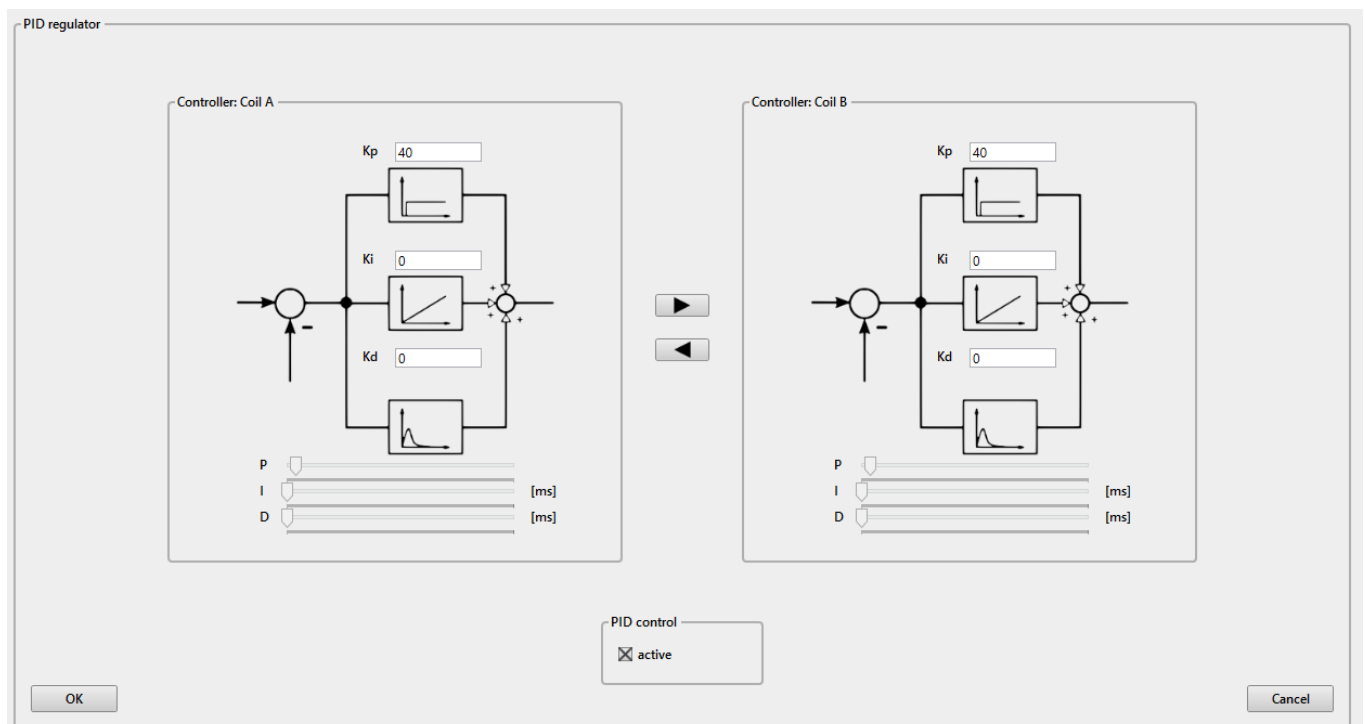 PID regulator
Controller: Coil A
Kp 40
Ki 0
Kd 0
+
+
+
−
P
I [ms]
D [ms]
Controller: Coil B
Kp 40
Ki 0
Kd 0
+
+
+
−
P
I [ms]
D [ms]
PID control
active
OK
Cancel